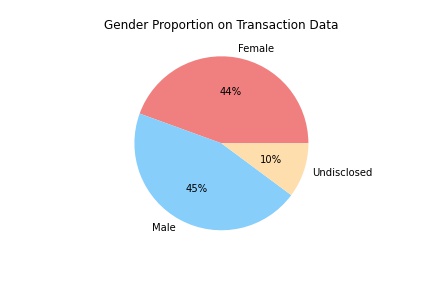 Gender Proportion on Transaction Data
Female
44%
10%
Undisclosed
45%
Male